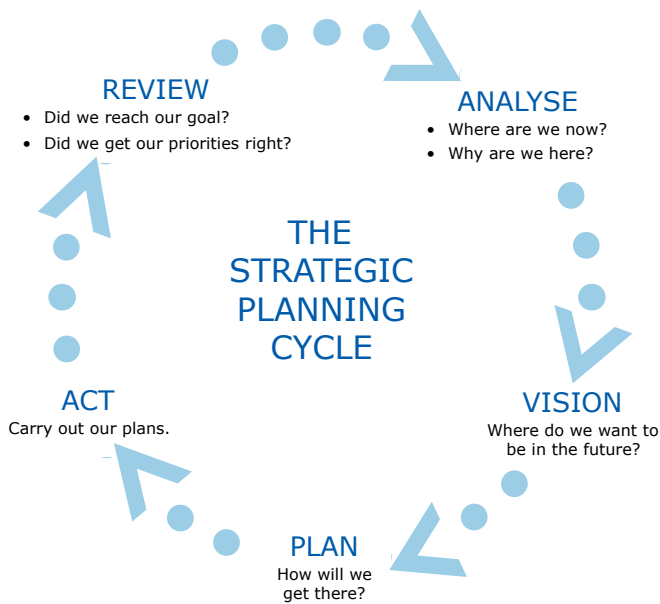 THE
STRATEGIC
PLANNING
CYCLE
ANALYSE
• Where are we now?
• Why are we here?
VISION
Where do we want to
be in the future?
PLAN
How will we
get there?
ACT
Carry out our plans.
REVIEW
• Did we reach our goal?
• Did we get our priorities right?